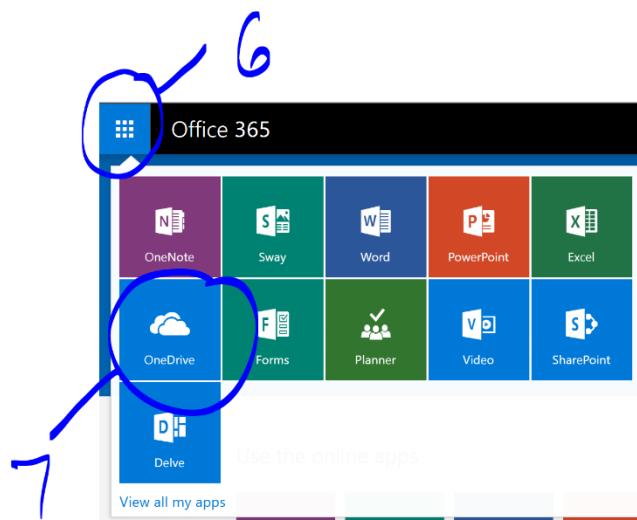 6
Office 365
N
S
W
P
X
OneNote
Sway
Word
PowerPoint
Excel
F
V
S
OneDrive
Forms
Planner
Video
SharePoint
D
Delve
Use the online apps
View all my apps
7